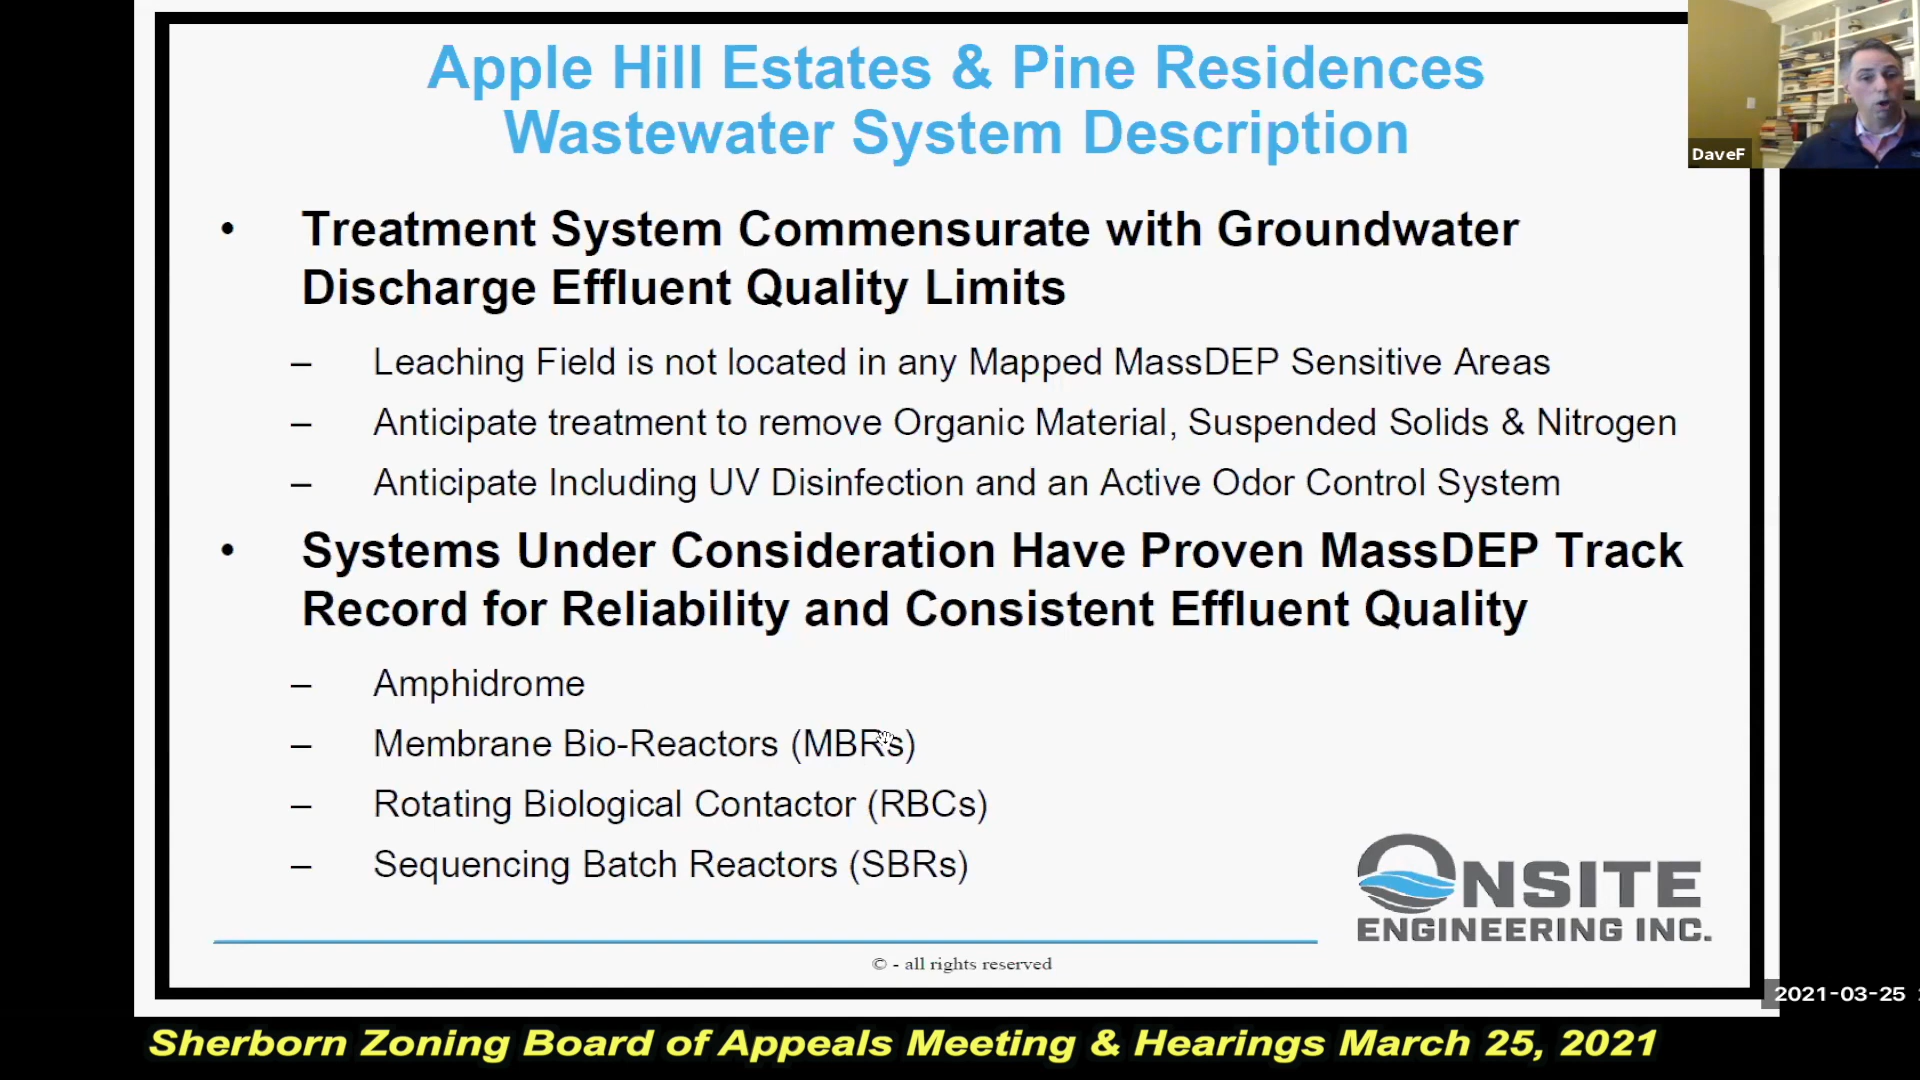 Apple Hill Estates & Pine Residences
Wastewater System Description
DaveF
• Treatment System Commensurate with Groundwater
Discharge Effluent Quality Limits
– Leaching Field is not located in any Mapped MassDEP Sensitive Areas
– Anticipate treatment to remove Organic Material, Suspended Solids & Nitrogen
– Anticipate Including UV Disinfection and an Active Odor Control System
• Systems Under Consideration Have Proven MassDEP Track
Record for Reliability and Consistent Effluent Quality
– Amphidrome
– Membrane Bio-Reactors (MBRs)
– Rotating Biological Contactor (RBCs)
– Sequencing Batch Reactors (SBRs)
ONSITE
ENGINEERING INC.
© - all rights reserved
2021-03-25
Sherborn Zoning Board of Appeals Meeting & Hearings March 25, 2021